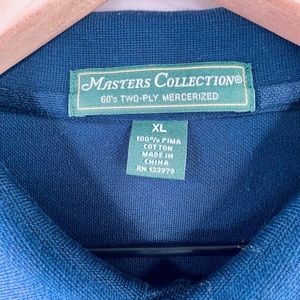 MASTERS COLLECTION®
60's TWO-PLY MERCERIZED
XL
100% PIMA
COTTON
MADE IN
CHINA
RN 133979